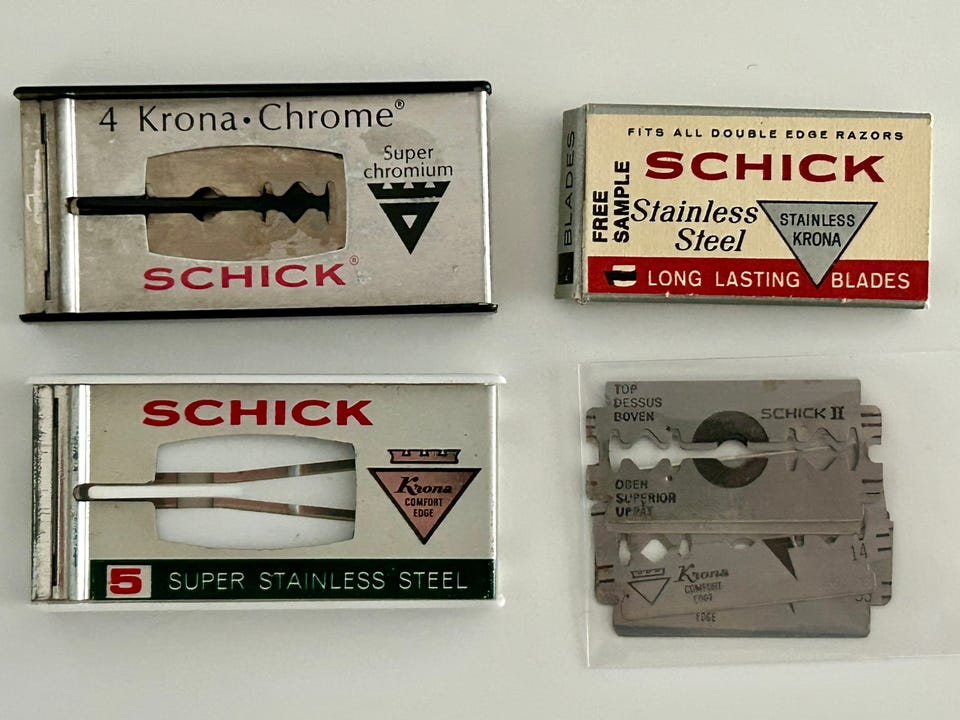 4 Krona•Chrome®
Super
chromium
SCHICK®
BLADES
FITS ALL DOUBLE EDGE RAZORS
SCHICK
FREE
SAMPLE
Stainless
Steel
STAINLESS
KRONA
LONG LASTING BLADES
SCHICK
Krona
COMFORT
EDGE
5 SUPER STAINLESS STEEL
TOP
DESSUS
BOVEN
SCHICK II
OBEN
SUPERIOR
UPPÅT
14
Krona
COMFORT
EDGE
EDGE